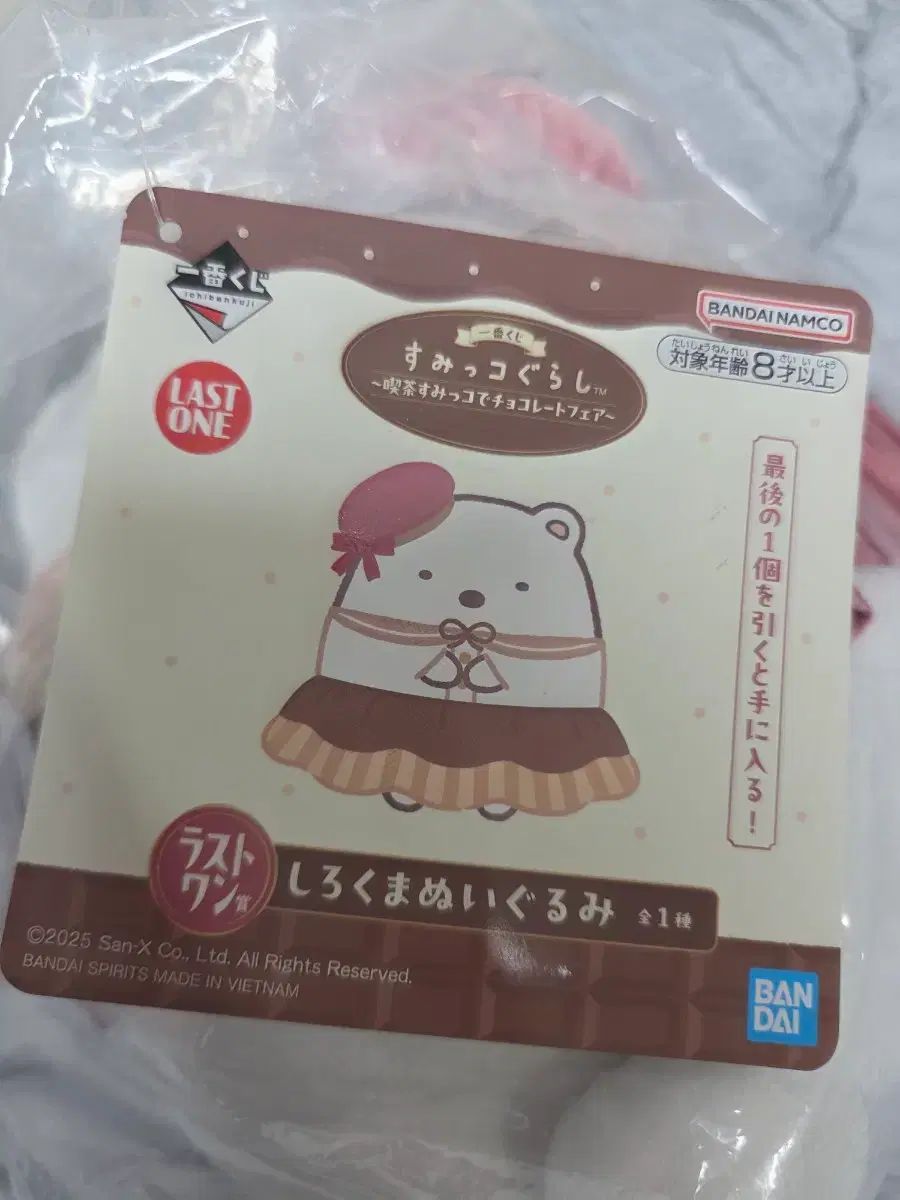 一番くじ
ichibankuji
LAST
ONE
一番くじ
すみっコぐらし™
~喫茶すみっコでチョコレートフェア~
BANDAI NAMCO
たいしょうねんれい さいいじょう
対象年齢8才以上
最後の1個を引くと手に入る!
ラスト
ワン賞
しろくまぬいぐるみ 全1種
©2025 San-X Co., Ltd. All Rights Reserved.
BANDAI SPIRITS MADE IN VIETNAM
BAN
DAI